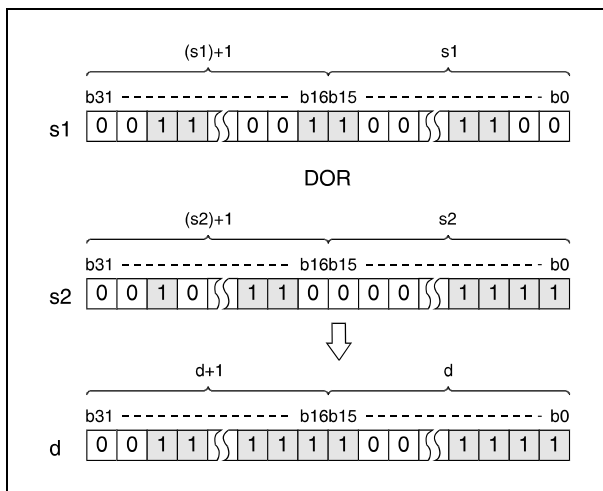 (s1)+1 s1
b31 b16 b15 b0
s1 0 0 1 1 0 0 1 1 0 0 1 1 0 0
DOR
(s2)+1 s2
b31 b16 b15 b0
s2 0 0 1 0 1 1 0 0 0 0 1 1 1 1
d+1 d
b31 b16 b15 b0
d 0 0 1 1 1 1 1 1 0 0 1 1 1 1